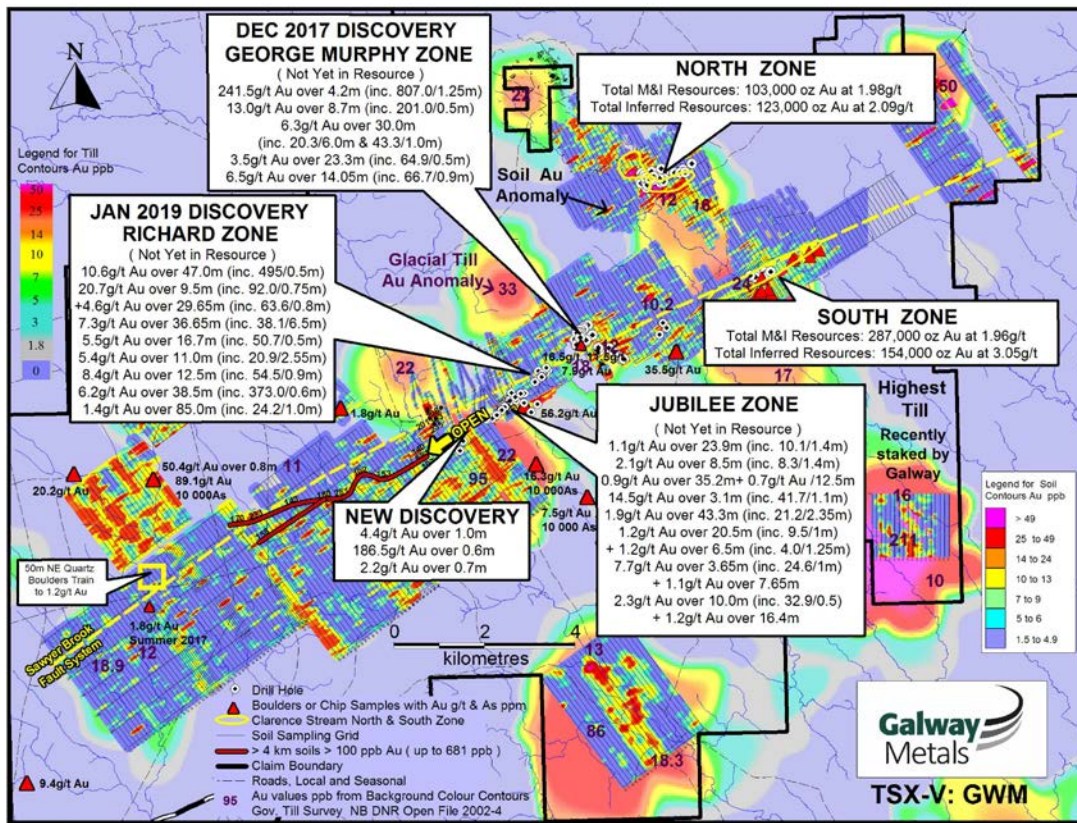 DEC 2017 DISCOVERY
GEORGE MURPHY ZONE
( Not Yet in Resource )
241.5g/t Au over 4.2m (inc. 807.0/1.25m)
13.0g/t Au over 8.7m (inc. 201.0/0.5m)
6.3g/t Au over 30.0m
(inc. 20.3/6.0m & 43.3/1.0m)
3.5g/t Au over 23.3m (inc. 64.9/0.5m)
6.5g/t Au over 14.05m (inc. 66.7/0.9m)
N
NORTH ZONE
Total M&I Resources: 103,000 oz Au at 1.98g/t
Total Inferred Resources: 123,000 oz Au at 2.09g/t
50
Legend for Till
Contours Au ppb
50
25
14
10
7
5
3
1.8
0
Soil Au
Anomaly
12
18
JAN 2019 DISCOVERY
RICHARD ZONE
(Not Yet in Resource )
10.6g/t Au over 47.0m (inc. 495/0.5m)
20.7g/t Au over 9.5m (inc. 92.0/0.75m)
+4.6g/t Au over 29.65m (inc. 63.6/0.8m)
7.3g/t Au over 36.65m (inc. 38.1/6.5m)
5.5g/t Au over 16.7m (inc. 50.7/0.5m)
5.4g/t Au over 11.0m (inc. 20.9/2.55m)
8.4g/t Au over 12.5m (inc. 54.5/0.9m)
6.2g/t Au over 38.5m (inc. 373.0/0.6m)
1.4g/t Au over 85.0m (inc. 24.2/1.0m)
Glacial Till
Au Anomaly
33
10.2
24
SOUTH ZONE
Total M&I Resources: 287,000 oz Au at 1.96g/t
Total Inferred Resources: 154,000 oz Au at 3.05g/t
17
35.5g/t Au
22
1.8g/t Au
56.2g/t Au
OPEN
JUBILEE ZONE
(Not Yet in Resource)
1.1g/t Au over 23.9m (inc. 10.1/1.4m)
2.1g/t Au over 8.5m (inc. 8.3/1.4m)
0.9g/t Au over 35.2m+ 0.7g/t Au /12.5m
14.5g/t Au over 3.1m (inc. 41.7/1.1m)
1.9g/t Au over 43.3m (inc. 21.2/2.35m)
1.2g/t Au over 20.5m (inc. 9.5/1m)
+ 1.2g/t Au over 6.5m (inc. 4.0/1.25m)
7.7g/t Au over 3.65m (inc. 24.6/1m)
+ 1.1g/t Au over 7.65m
2.3g/t Au over 10.0m (inc. 32.9/0.5)
+ 1.2g/t Au over 16.4m
Highest
Till
Recently
staked by
Galway
16
211
10
20.2g/t Au
50.4g/t Au over 0.8m
89.1g/t Au
10 000As
11
95
22
16.3g/t Au
10 000As
7.5g/t Au
10 000 As
NEW DISCOVERY
4.4g/t Au over 1.0m
186.5g/t Au over 0.6m
2.2g/t Au over 0.7m
Legend for Soil
Contours Au ppb
> 49
25 to 49
14 to 24
10 to 13
7 to 9
5 to 6
1.5 to 4.9
50m NE Quartz
Boulders Train
to 1.2g/t Au
1.8g/t Au
Summer 2017
Sawyer Brook
Fault System
18.9
12
0 2 4
kilometres
13
86
18.3
Drill Hole
Boulders or Chip Samples with Au g/t & As ppm
Clarence Stream North & South Zone
Soil Sampling Grid
> 4 km soils > 100 ppb Au ( up to 681 ppb )
Claim Boundary
Roads, Local and Seasonal
95 Au values ppb from Background Colour Contours
Gov. Till Survey NB DNR Open File 2002-4
9.4g/t Au
Galway
Metals
TSX-V: GWM